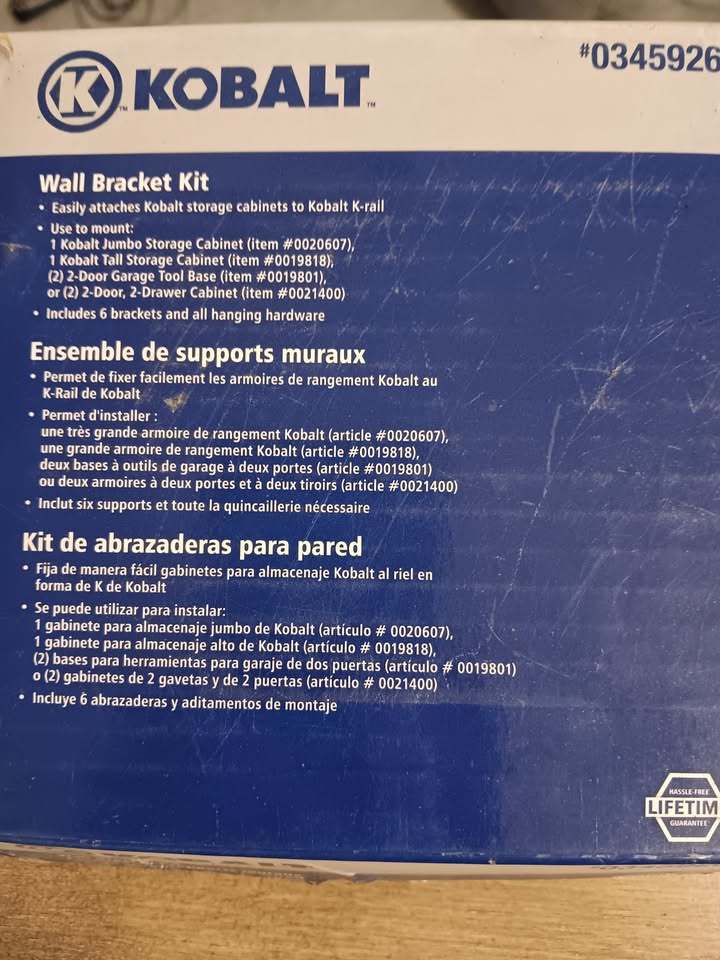 KOBALT™
#0345926
Wall Bracket Kit
• Easily attaches Kobalt storage cabinets to Kobalt K-rail
• Use to mount:
1 Kobalt Jumbo Storage Cabinet (item #0020607),
1 Kobalt Tall Storage Cabinet (item #0019818),
(2) 2-Door Garage Tool Base (item #0019801),
or (2) 2-Door, 2-Drawer Cabinet (item #0021400)
• Includes 6 brackets and all hanging hardware
Ensemble de supports muraux
• Permet de fixer facilement les armoires de rangement Kobalt au
K-Rail de Kobalt
• Permet d'installer :
une très grande armoire de rangement Kobalt (article #0020607),
une grande armoire de rangement Kobalt (article #0019818),
deux bases à outils de garage à deux portes (article #0019801)
ou deux armoires à deux portes et à deux tiroirs (article #0021400)
• Inclut six supports et toute la quincaillerie nécessaire
Kit de abrazaderas para pared
• Fija de manera fácil gabinetes para almacenaje Kobalt al riel en
forma de K de Kobalt
• Se puede utilizar para instalar:
1 gabinete para almacenaje jumbo de Kobalt (artículo # 0020607),
1 gabinete para almacenaje alto de Kobalt (artículo # 0019818),
(2) bases para herramientas para garaje de dos puertas (artículo # 0019801)
o (2) gabinetes de 2 gavetas y de 2 puertas (artículo # 0021400)
• Incluye 6 abrazaderas y aditamentos de montaje
HASSLE-FREE
LIFETIM
GUARANTEE